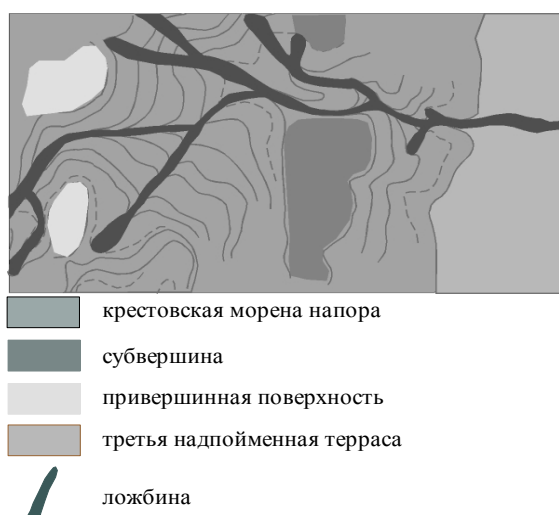 крестовская морена напора
субвершина
привершинная поверхность
третья надпойменная терраса
ложбина